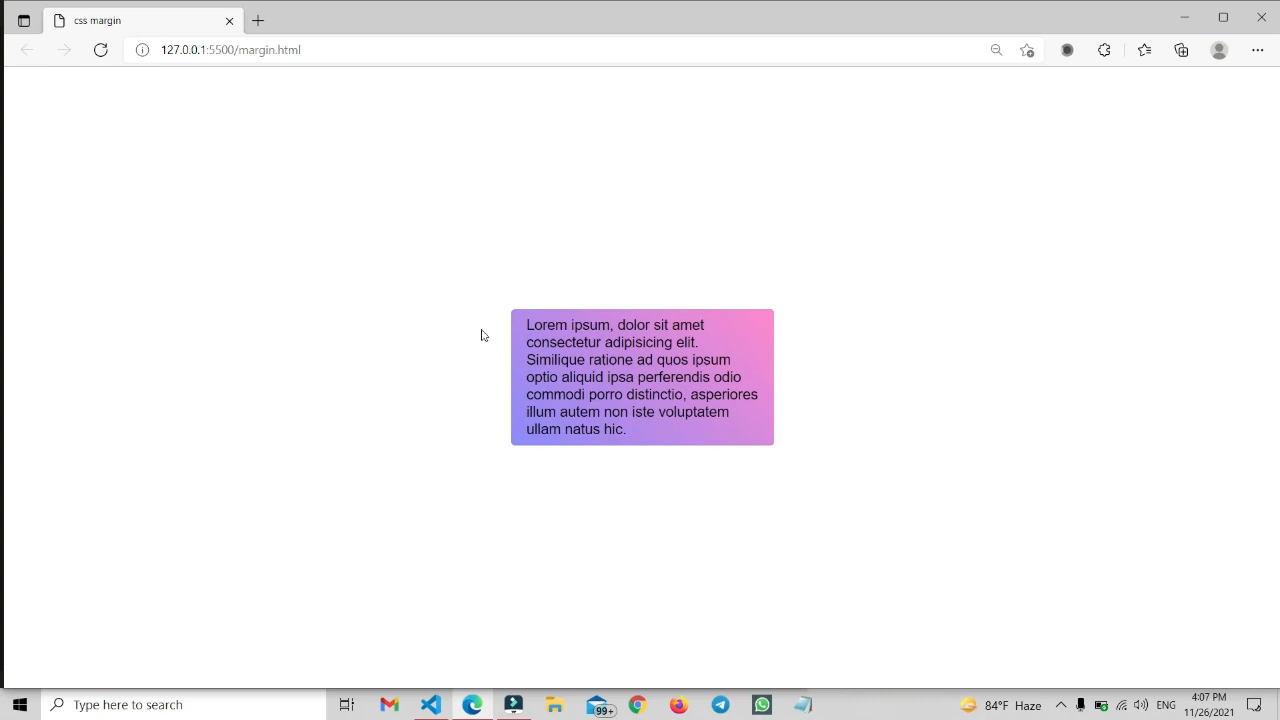 css margin
127.0.0.1:5500/margin.html
Lorem ipsum, dolor sit amet
consectetur adipisicing elit.
Similique ratione ad quos ipsum
optio aliquid ipsa perferendis odio
commodi porro distinctio, asperiores
illum autem non iste voluptatem
ullam natus hic.
Type here to search
99+
84°F Haze
ENG
4:07 PM
11/26/2021